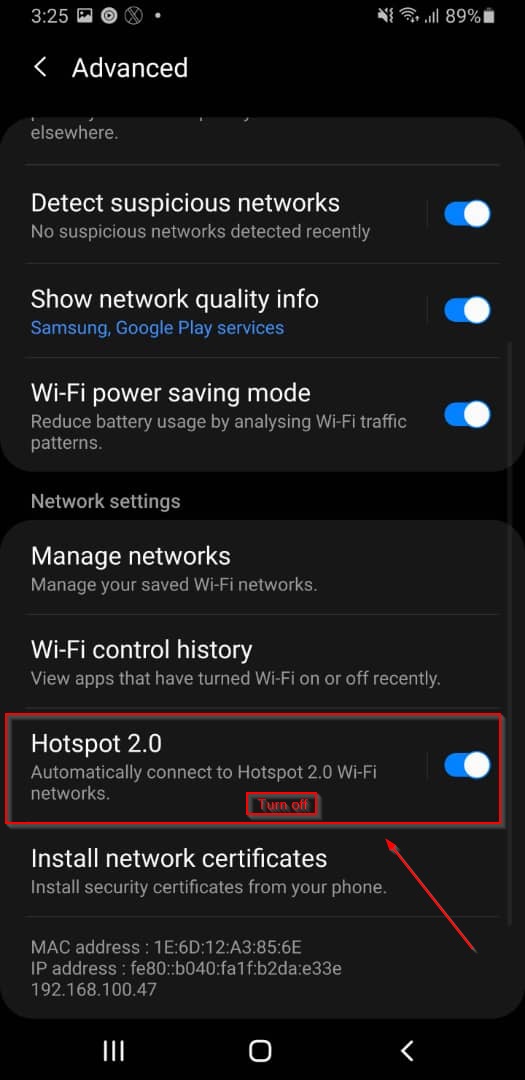 3:25
89%
Advanced
elsewhere.
Detect suspicious networks
No suspicious networks detected recently
Show network quality info
Samsung, Google Play services
Wi-Fi power saving mode
Reduce battery usage by analysing Wi-Fi traffic
patterns.
Network settings
Manage networks
Manage your saved Wi-Fi networks.
Wi-Fi control history
View apps that have turned Wi-Fi on or off recently.
Hotspot 2.0
Automatically connect to Hotspot 2.0 Wi-Fi
networks.
Turn off
Install network certificates
Install security certificates from your phone.
MAC address : 1E:6D:12:A3:85:6E
IP address : fe80::b040:fa1f:b2da:e33e
192.168.100.47